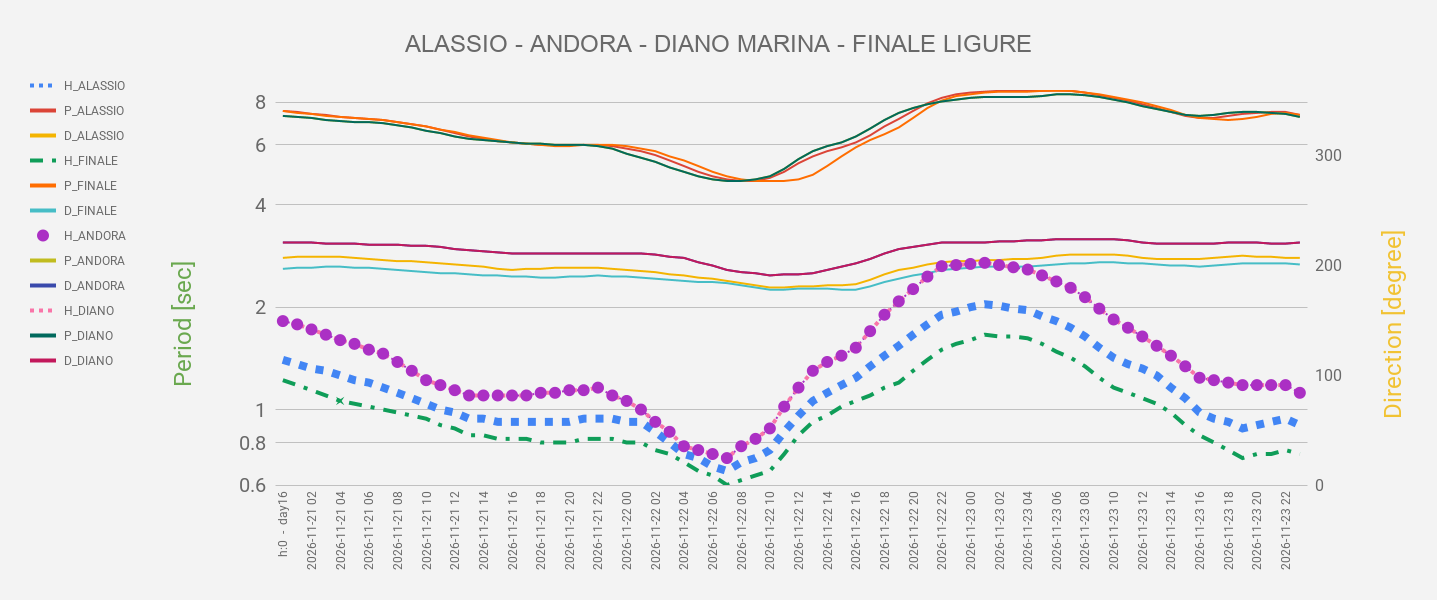 ALASSIO - ANDORA - DIANO MARINA - FINALE LIGURE
H_ALASSIO
P_ALASSIO
D_ALASSIO
H_FINALE
P_FINALE
D_FINALE
H_ANDORA
P_ANDORA
D_ANDORA
H_DIANO
P_DIANO
D_DIANO
Period [sec]
8
6
4
2
1
0.8
0.6
300
200
100
0
Direction [degree]
h:0 - day16
2026-11-21 02
2026-11-21 04
2026-11-21 06
2026-11-21 08
2026-11-21 10
2026-11-21 12
2026-11-21 14
2026-11-21 16
2026-11-21 18
2026-11-21 20
2026-11-21 22
2026-11-22 00
2026-11-22 02
2026-11-22 04
2026-11-22 06
2026-11-22 08
2026-11-22 10
2026-11-22 12
2026-11-22 14
2026-11-22 16
2026-11-22 18
2026-11-22 20
2026-11-22 22
2026-11-23 00
2026-11-23 02
2026-11-23 04
2026-11-23 06
2026-11-23 08
2026-11-23 10
2026-11-23 12
2026-11-23 14
2026-11-23 16
2026-11-23 18
2026-11-23 20
2026-11-23 22